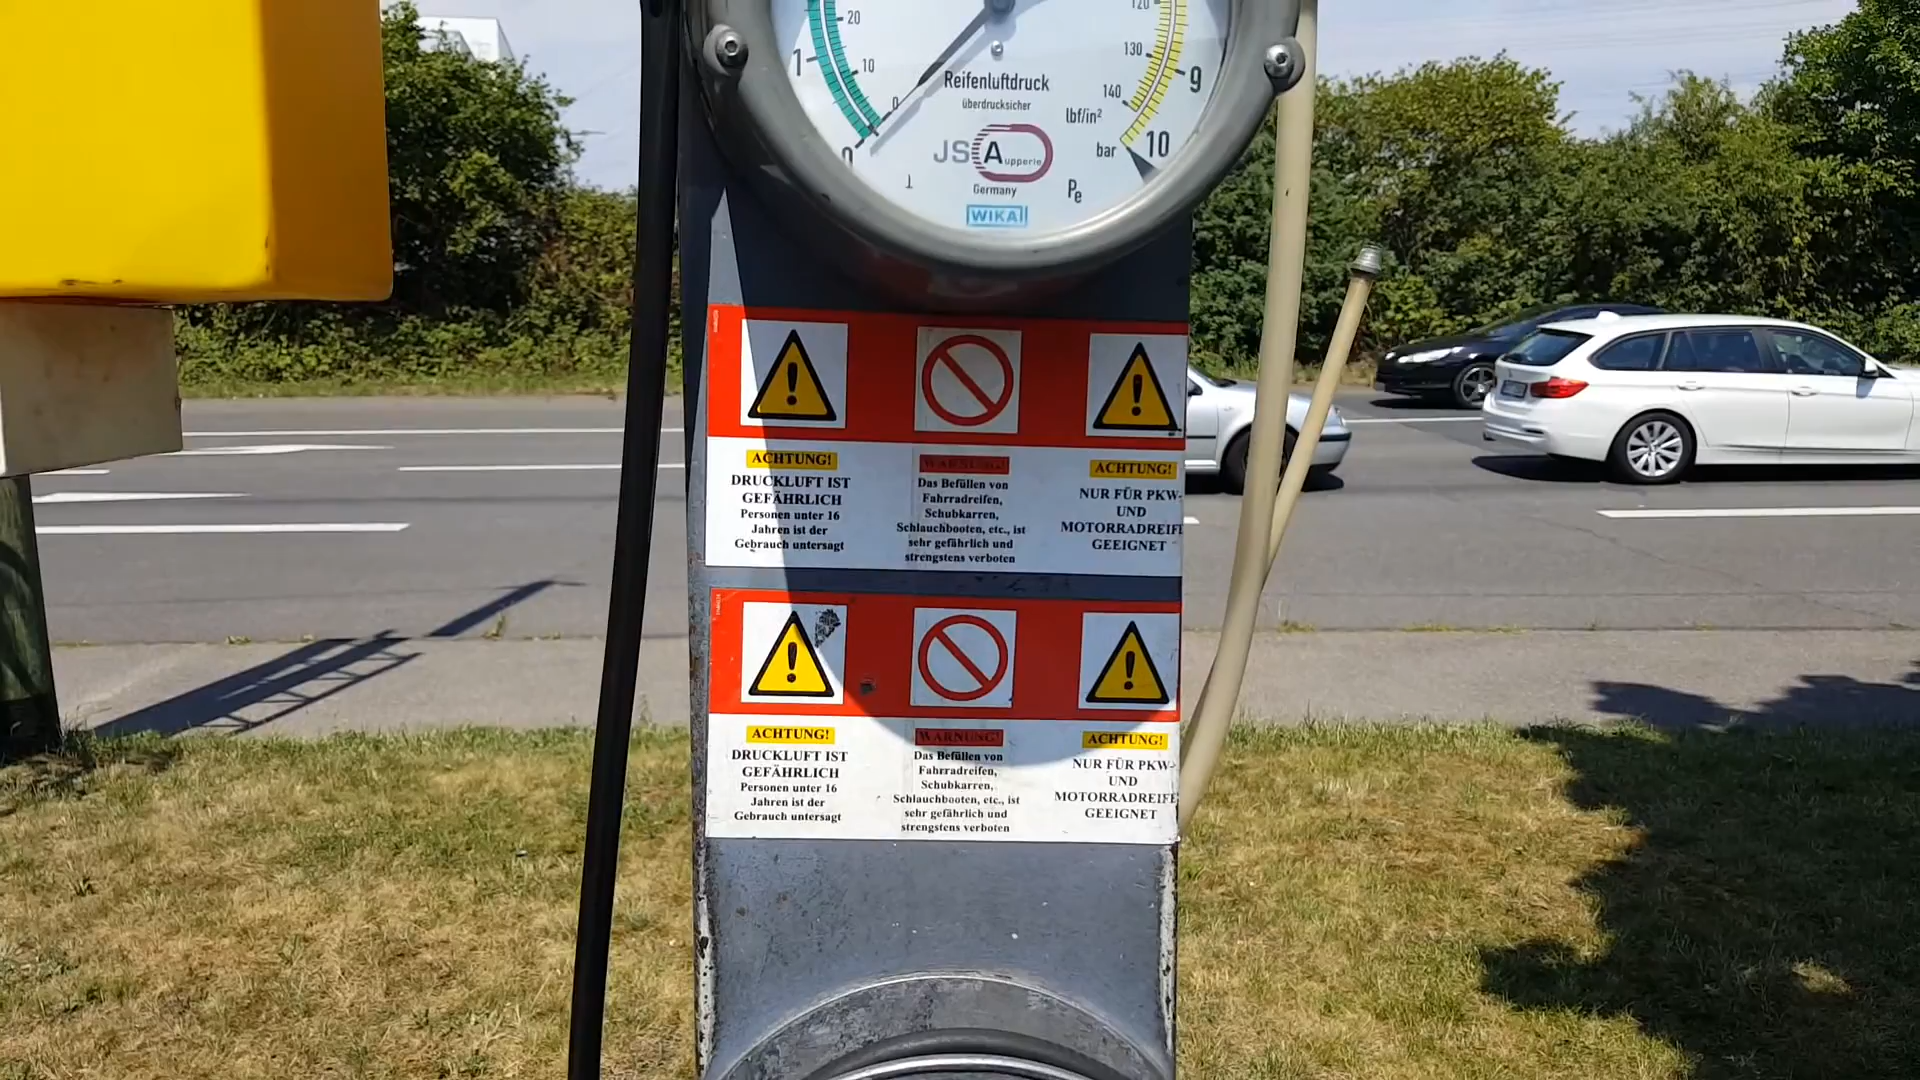 20
120
1
10
130
9
0
Reifenluftdruck
140
überdrucksicher
lbf/in²
0
JS Aupperle
bar
10
Germany
Pe
WIKA
ACHTUNG!
DRUCKLUFT IST
GEFÄHRLICH
Personen unter 16
Jahren ist der
Gebrauch untersagt
WARNUNG!
Das Befüllen von
Fahrradreifen,
Schubkarren,
Schlauchbooten, etc., ist
sehr gefährlich und
strengstens verboten
ACHTUNG!
NUR FÜR PKW-
UND
MOTORRADREIFE
GEEIGNET
ACHTUNG!
DRUCKLUFT IST
GEFÄHRLICH
Personen unter 16
Jahren ist der
Gebrauch untersagt
WARNUNG!
Das Befüllen von
Fahrradreifen,
Schubkarren,
Schlauchbooten, etc., ist
sehr gefährlich und
strengstens verboten
ACHTUNG!
NUR FÜR PKW-
UND
MOTORRADREIFE
GEEIGNET